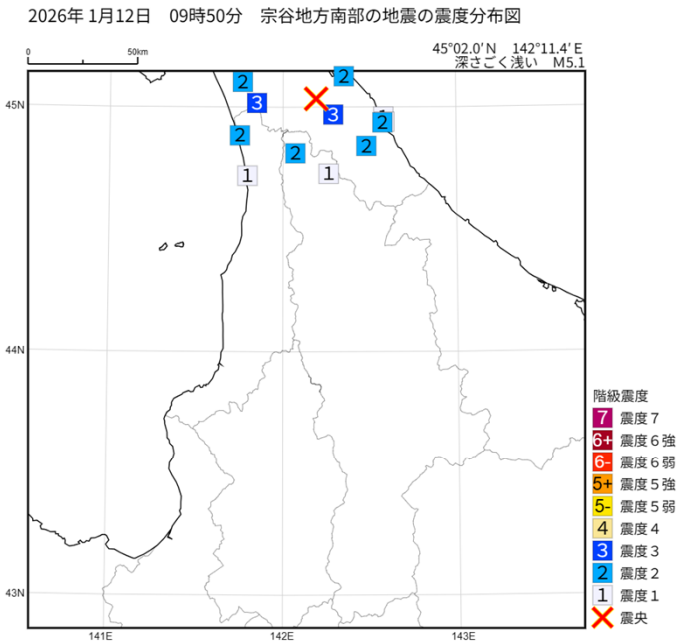 2026年 1月12日　09時50分　宗谷地方南部の地震の震度分布図
0 50km
45°02.0' N　142°11.4' E
深さごく浅い　M5.1
2 2
45N 3 3
2 2 2
2 1
1
44N
43N
141E 142E 143E
階級震度
7 震度７
6+ 震度６強
6- 震度６弱
5+ 震度５強
5- 震度５弱
4 震度４
3 震度３
2 震度２
1 震度１
震央